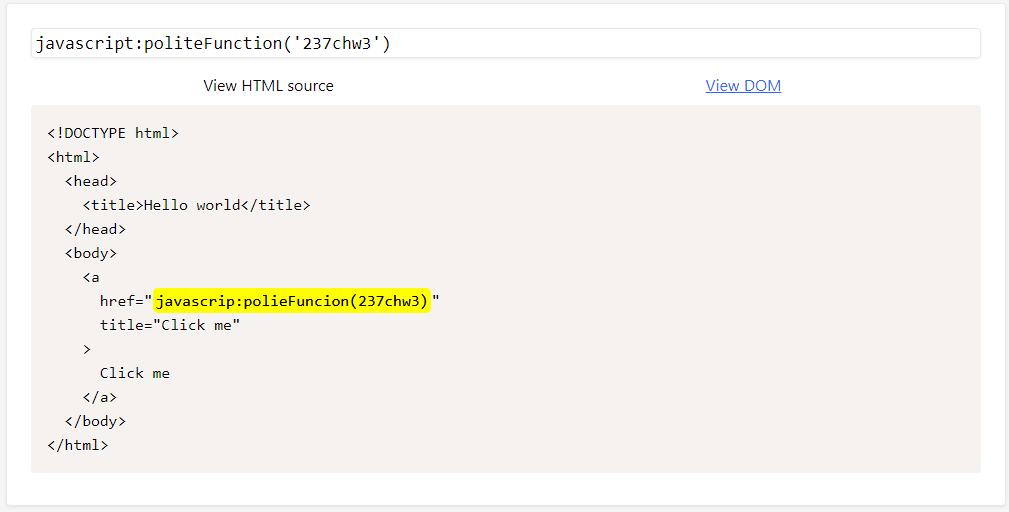 javascript:politeFunction('237chw3')
View HTML source
View DOM
<!DOCTYPE html>
<html>
  <head>
    <title>Hello world</title>
  </head>
  <body>
    <a
      href="javascrip:polieFuncion(237chw3)"
      title="Click me"
    >
      Click me
    </a>
  </body>
</html>